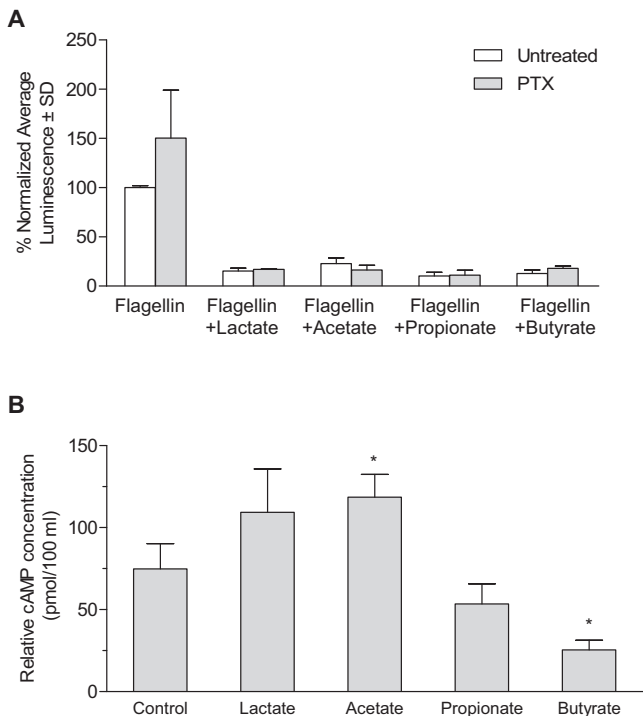 A
% Normalized Average
Luminescence ± SD
250
200
150
100
50
0
Untreated
PTX
Flagellin
Flagellin
+Lactate
Flagellin
+Acetate
Flagellin
+Propionate
Flagellin
+Butyrate
B
Relative cAMP concentration
(pmol/100 ml)
150
100
50
0
*
*
Control
Lactate
Acetate
Propionate
Butyrate